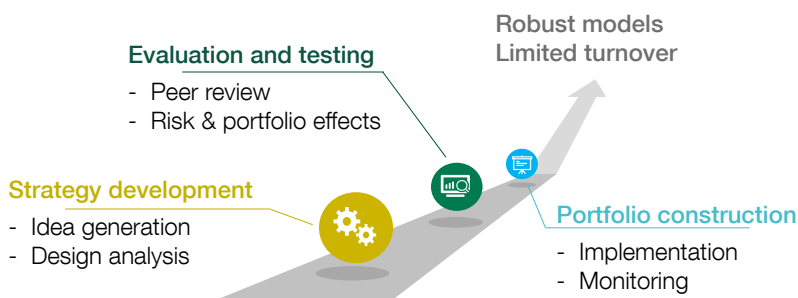 Robust models
Limited turnover
Evaluation and testing
- Peer review
- Risk & portfolio effects
Strategy development
- Idea generation
- Design analysis
Portfolio construction
- Implementation
- Monitoring